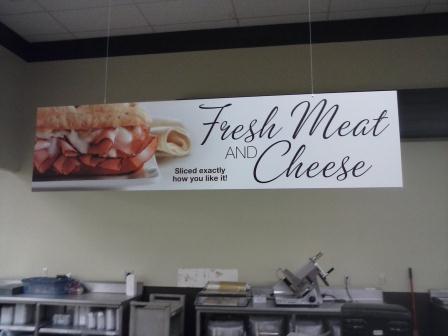 Fresh Meat
AND
Cheese
Sliced exactly
how you like it!